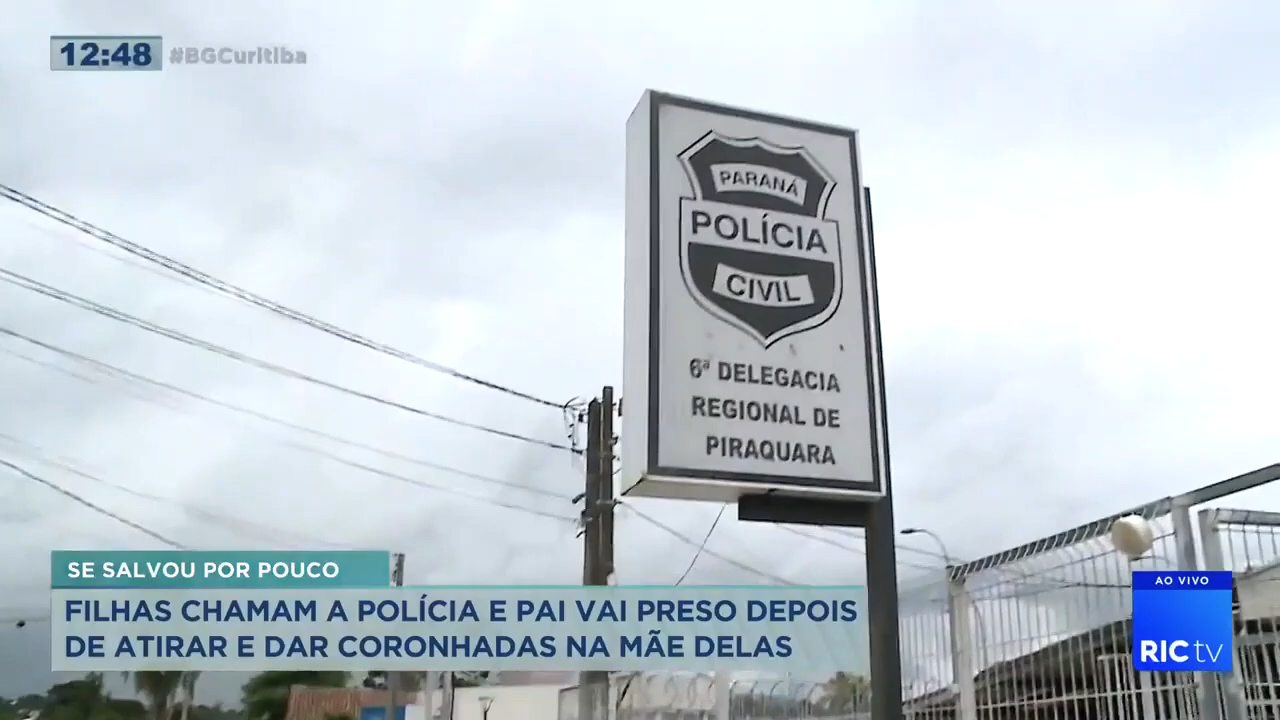 12:48 #BGCuritiba
PARANÁ
POLÍCIA
CIVIL
6ª DELEGACIA
REGIONAL DE
PIRAQUARA
SE SALVOU POR POUCO
FILHAS CHAMAM A POLÍCIA E PAI VAI PRESO DEPOIS
DE ATIRAR E DAR CORONHADAS NA MÃE DELAS
AO VIVO
RIC tv